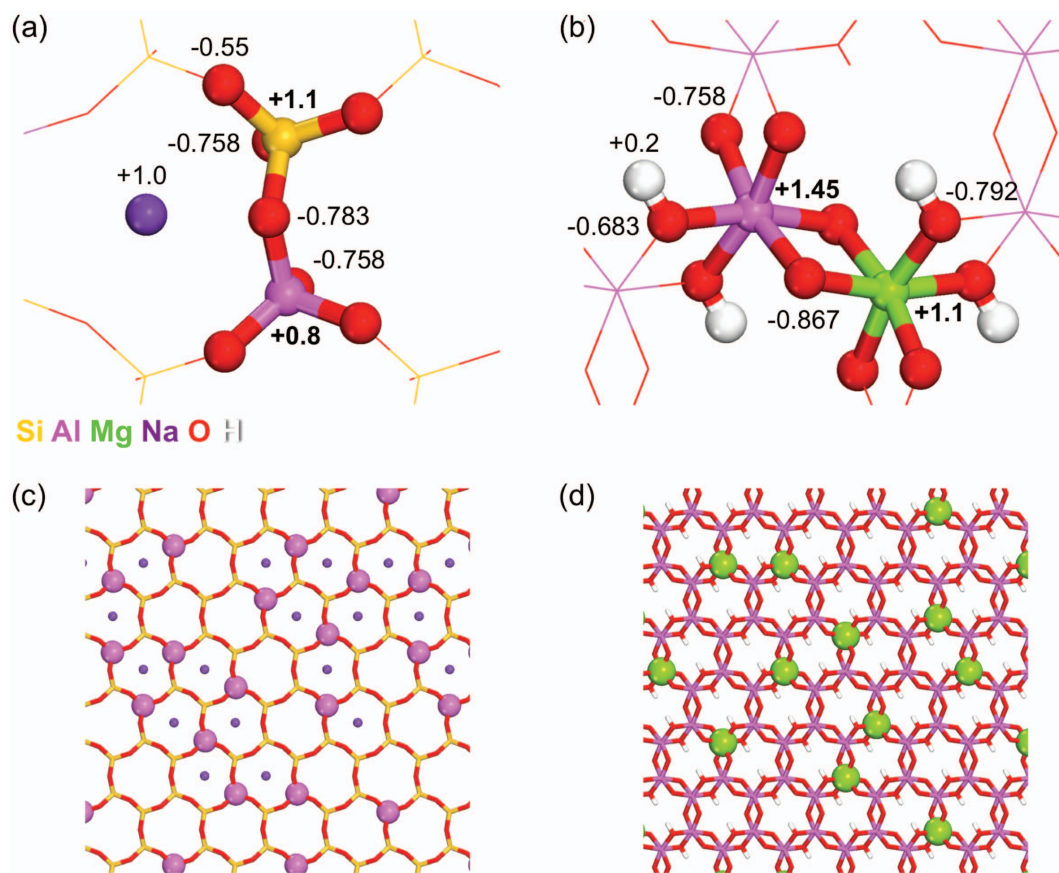 (a)
-0.55
+1.1
-0.758
+1.0
-0.783
-0.758
+0.8
(b)
-0.758
+0.2
+1.45
-0.792
-0.683
-0.867
+1.1
Si Al Mg Na O H
(c)
(d)